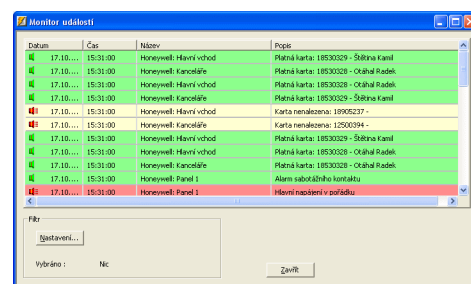 Monitor událostí
Datum Čas Název Popis
17.10.... 15:31:00 Honeywell: Hlavní vchod Platná karta: 18530329 - Štětina Kamil
17.10.... 15:31:00 Honeywell: Kanceláře Platná karta: 18530328 - Otáhal Radek
17.10.... 15:31:00 Honeywell: Hlavní vchod Platná karta: 18530328 - Otáhal Radek
17.10.... 15:31:00 Honeywell: Kanceláře Platná karta: 18530329 - Štětina Kamil
17.10.... 15:31:00 Honeywell: Hlavní vchod Karta nenalezena: 18905237 -
17.10.... 15:31:00 Honeywell: Kanceláře Karta nenalezena: 12500394 -
17.10.... 15:31:00 Honeywell: Hlavní vchod Platná karta: 18530329 - Štětina Kamil
17.10.... 15:31:00 Honeywell: Hlavní vchod Platná karta: 18530328 - Otáhal Radek
17.10.... 15:31:00 Honeywell: Kanceláře Platná karta: 18530328 - Otáhal Radek
17.10.... 15:31:00 Honeywell: Panel 1 Alarm sabotážního kontaktu
17.10.... 15:31:00 Honeywell: Panel 1 Hlavní napájení v pořádku
Filtr
Nastavení...
Vybráno : Nic
Zavřít